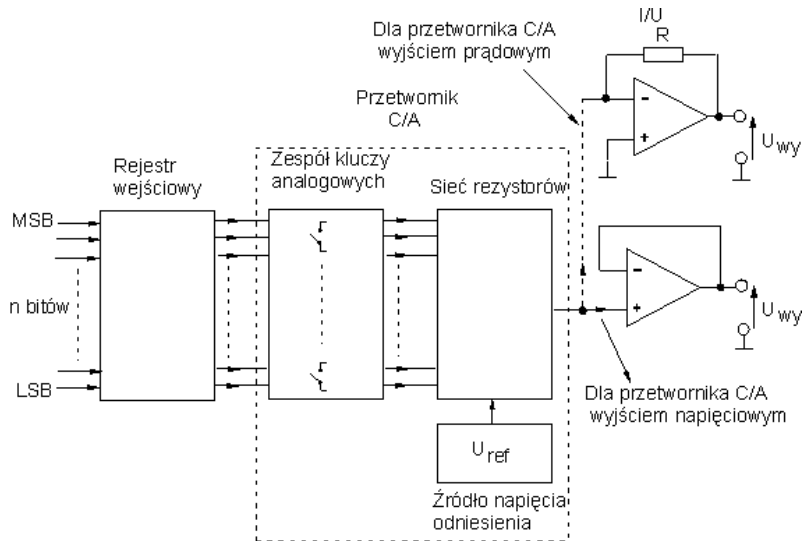 I/U
R
Dla przetwornika C/A
wyjściem prądowym
Przetwornik
C/A
U wy
Rejestr
wejściowy
Zespół kluczy
analogowych
Sieć rezystorów
MSB
n bitów
LSB
U wy
Dla przetwornika C/A
wyjściem napięciowym
U ref
Źródło napięcia
odniesienia